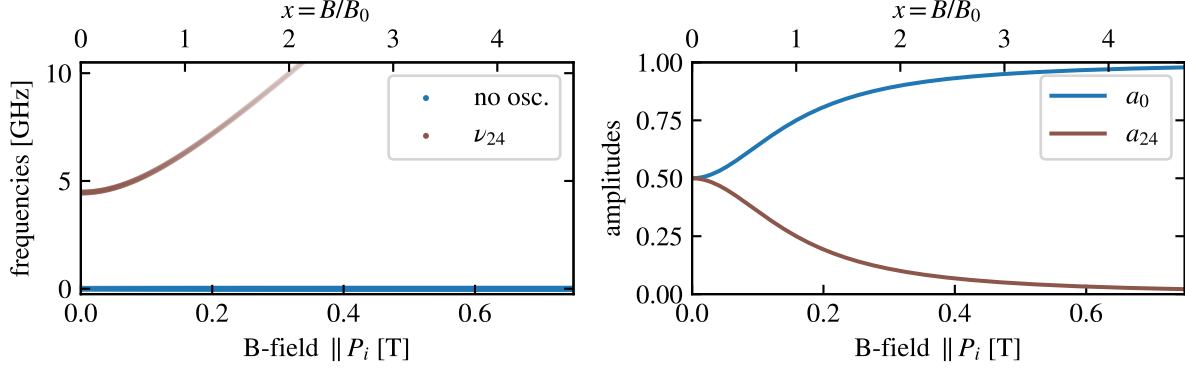 x = B/B₀
0 1 2 3 4
10
5
0
frequencies [GHz]
no osc.
ν₂₄
0.0 0.2 0.4 0.6
B-field ∥ Pᵢ [T]
x = B/B₀
0 1 2 3 4
1.00
0.75
0.50
0.25
0.00
amplitudes
a₀
a₂₄
0.0 0.2 0.4 0.6
B-field ∥ Pᵢ [T]